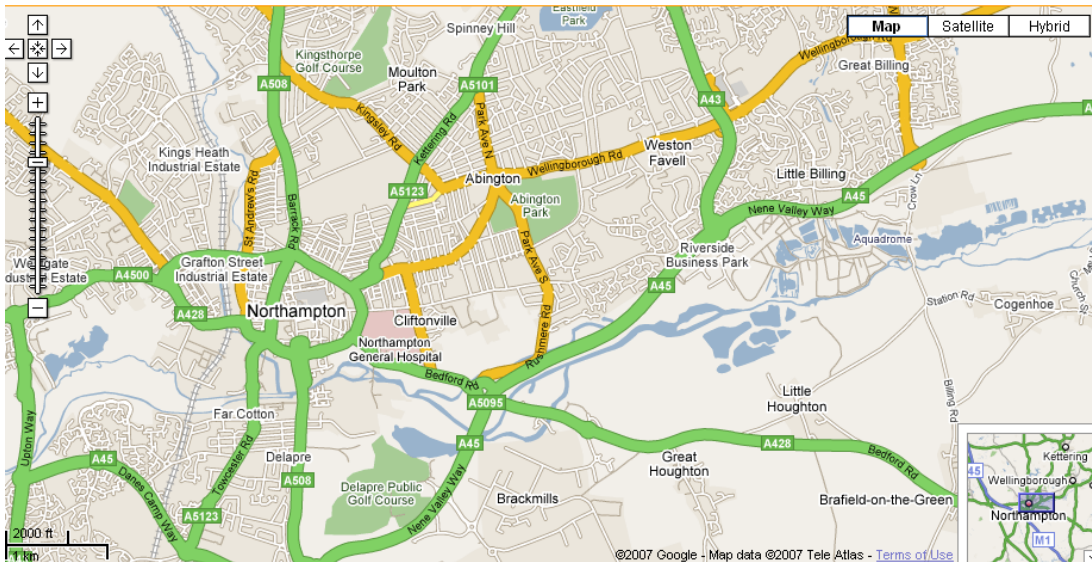 Map
Satellite
Hybrid
Spinney Hill
Eastfield
Park
Kingsthorpe
Golf Course
Moulton
Park
A508
A5101
A43
Wellingborough Rd
Great Billing
Kingsley Rd
Kettering Rd
Park Ave N
Kings Heath
Industrial Estate
Weston
Favell
Wellingborough Rd
Abington
A5123
Abington
Park
Little Billing
A45
Crow Ln
St Andrew's Rd
Barrack Rd
Nene Valley Way
Aquadrome
Park Ave S
Riverside
Business Park
Grafton Street
Industrial Estate
A4500
A45
Station Rd
Church St
Cogenhoe
A428
Northampton
Cliftonville
Northampton
General Hospital
Rushmere Rd
Bedford Rd
Little
Houghton
Billing Rd
A5095
Far Cotton
Upton Way
Towcester Rd
A45
Delapre
A45
A428
Bedford Rd
Great
Houghton
A508
Delapre Public
Golf Course
Danes Camp Way
Nene Valley Way
Brackmills
Brafield-on-the-Green
A5123
2000 ft
1 km
Kettering
45
Wellingborough
Northampton
M1
©2007 Google - Map data ©2007 Tele Atlas - Terms of Use